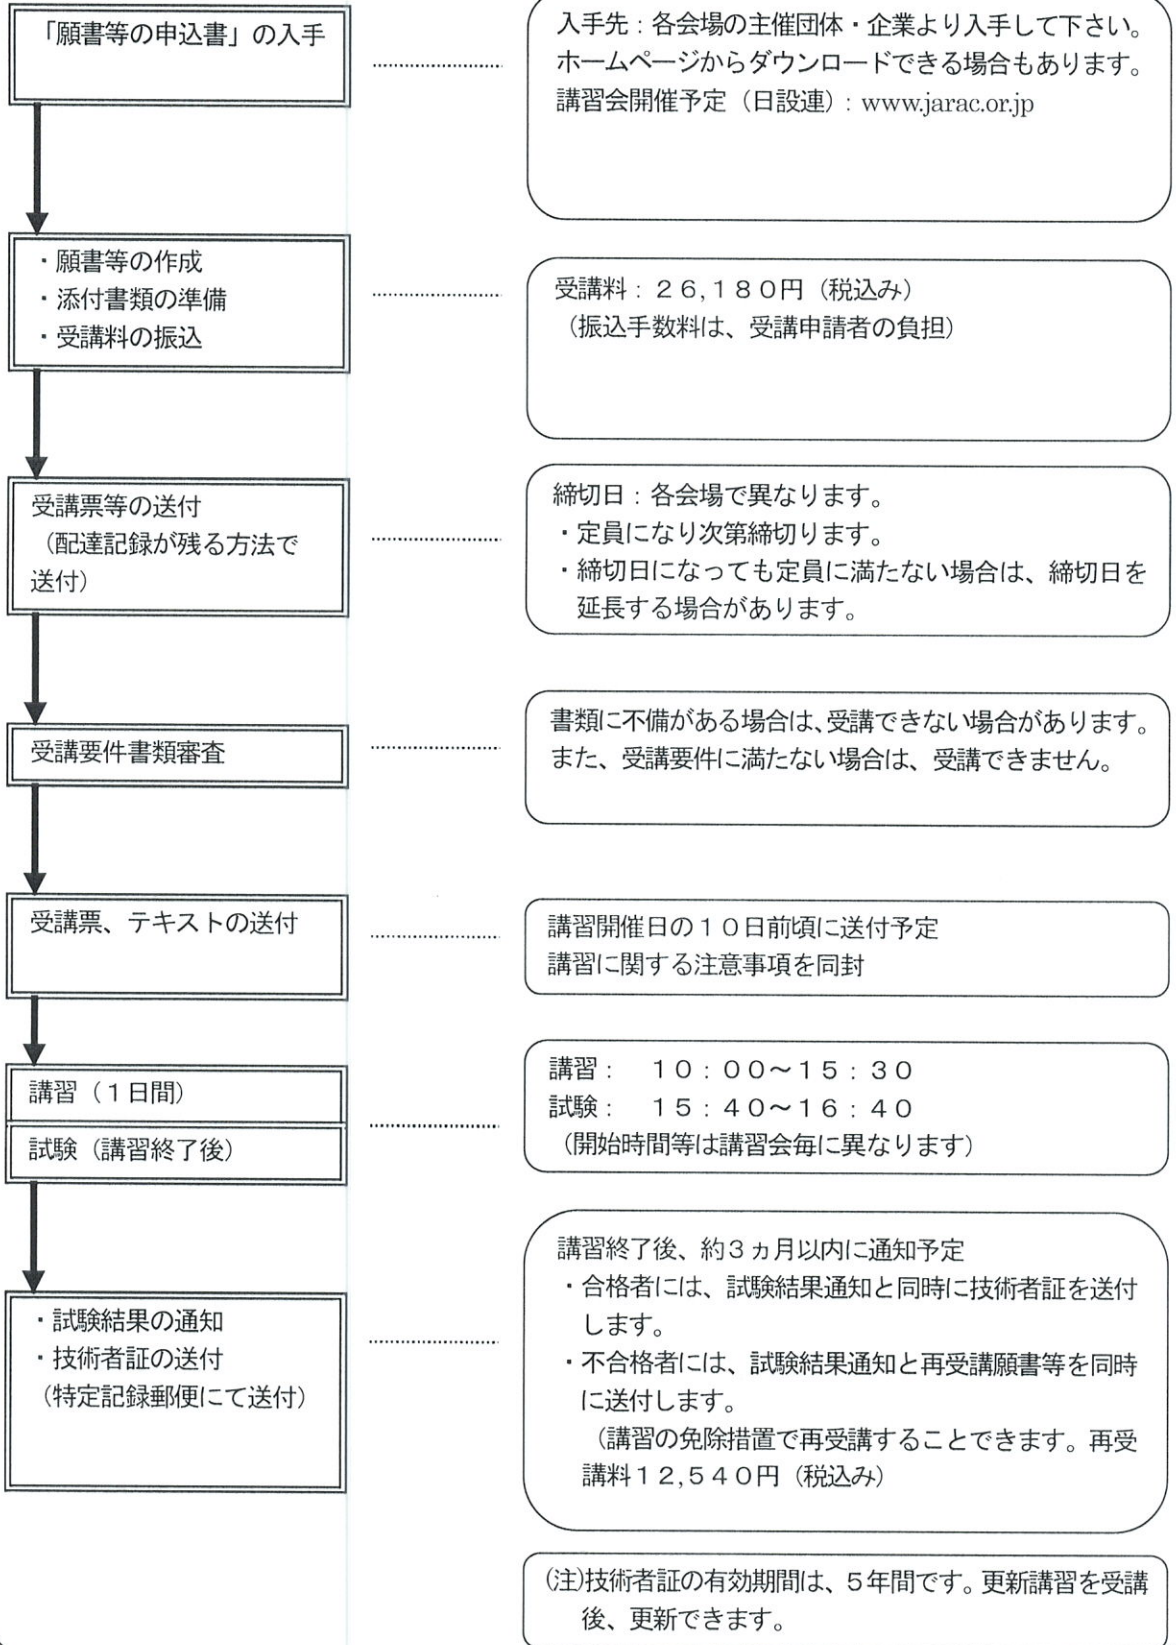 「願書等の申込書」の入手
入手先：各会場の主催団体・企業より入手して下さい。
ホームページからダウンロードできる場合もあります。
講習会開催予定（日設連）：www.jarac.or.jp
・願書等の作成
・添付書類の準備
・受講料の振込
受講料：２６,１８０円（税込み）
（振込手数料は、受講申請者の負担）
受講票等の送付
（配達記録が残る方法で
送付）
締切日：各会場で異なります。
・定員になり次第締切ります。
・締切日になっても定員に満たない場合は、締切日を
延長する場合があります。
受講要件書類審査
書類に不備がある場合は、受講できない場合があります。
また、受講要件に満たない場合は、受講できません。
受講票、テキストの送付
講習開催日の１０日前頃に送付予定
講習に関する注意事項を同封
講習（１日間）
試験（講習終了後）
講習：　１０：００～１５：３０
試験：　１５：４０～１６：４０
（開始時間等は講習会毎に異なります）
・試験結果の通知
・技術者証の送付
（特定記録郵便にて送付）
講習終了後、約３ヵ月以内に通知予定
・合格者には、試験結果通知と同時に技術者証を送付
します。
・不合格者には、試験結果通知と再受講願書等を同時
に送付します。
（講習の免除措置で再受講することできます。再受
講料１２,５４０円（税込み）
(注)技術者証の有効期間は、５年間です。更新講習を受講
後、更新できます。